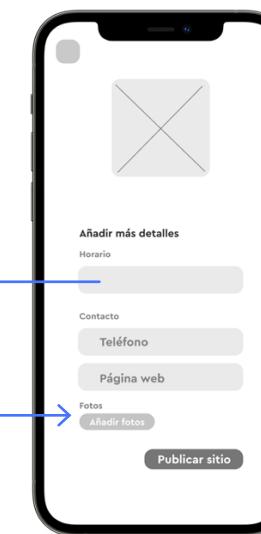 Añadir más detalles
Horario
Contacto
Teléfono
Página web
Fotos
Añadir fotos
Publicar sitio